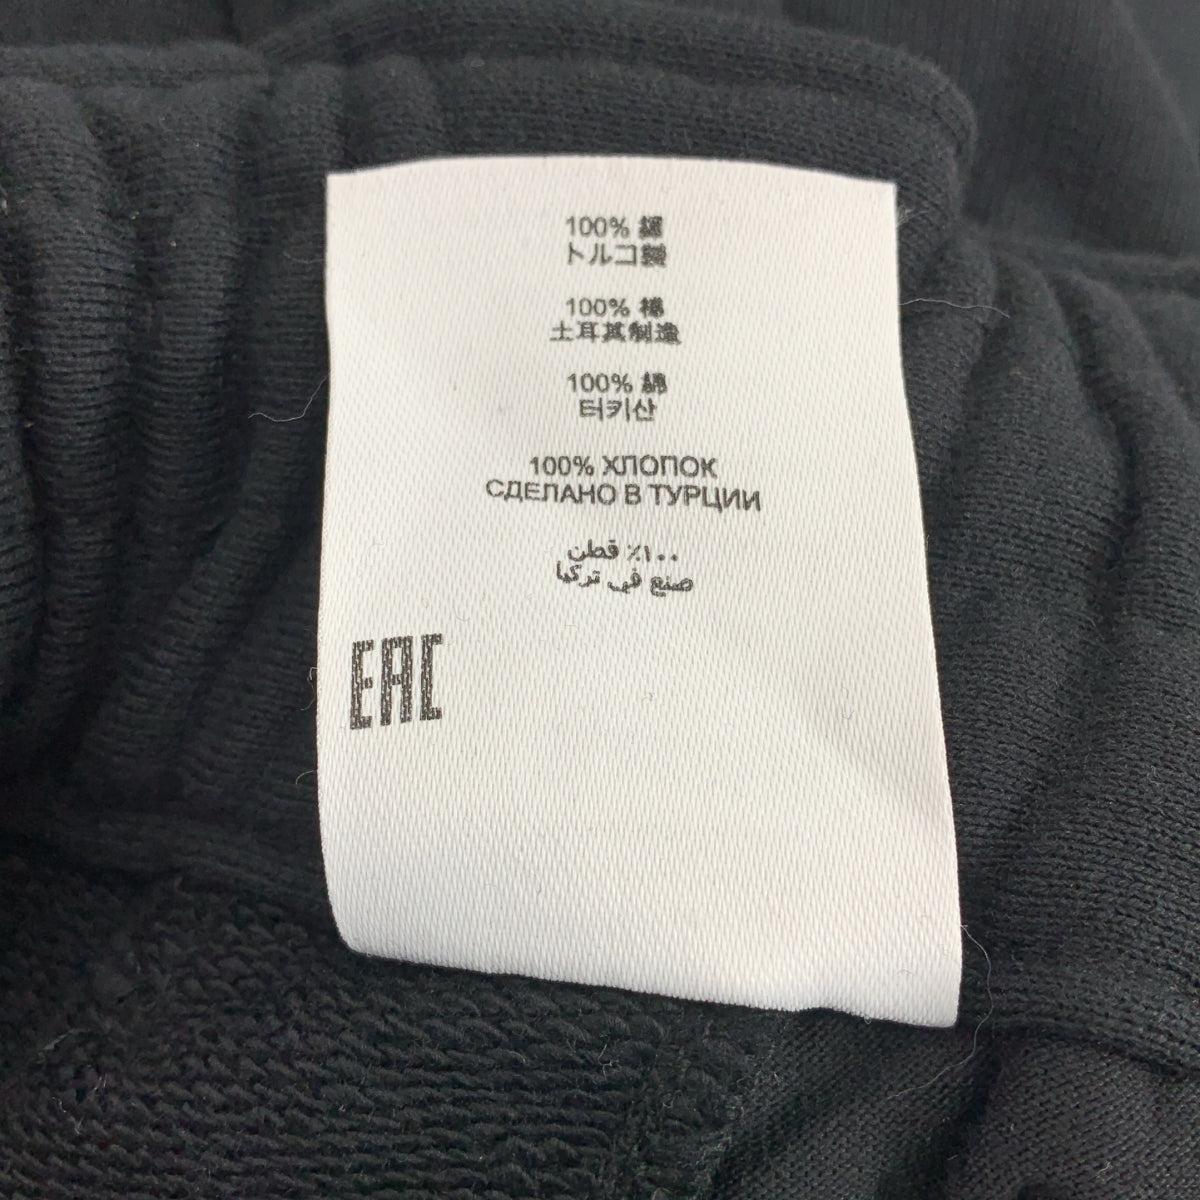 100% 綿
トルコ製
100% 棉
土耳其制造
100% 綿
터키산
100% ХЛОПОК
СДЕЛАНО В ТУРЦИИ
١٠٠٪ قطن
صنع في تركيا
EAC